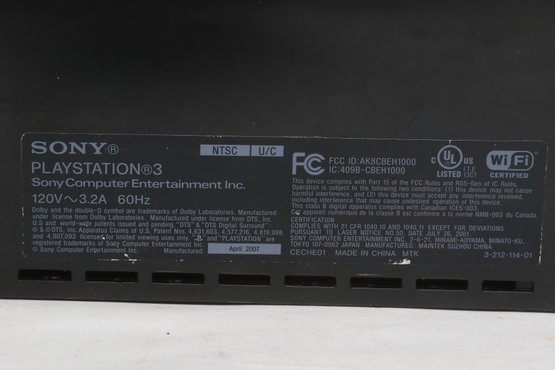 SONY®
NTSC U/C
PLAYSTATION®3
Sony Computer Entertainment Inc.
120V~3.2A 60Hz
Dolby and the double-D symbol are trademarks of Dolby Laboratories. Manufactured
under license from Dolby Laboratories. Manufactured under license from DTS, Inc.
U.S. and world-wide patents issued and pending "DTS" & "DTS Digital Surround"
® & DTS, Inc. Apparatus Claims of U.S. Patent Nos. 4,631,603, 4,577,216, 4,819,098,
and 4,907,093 licensed for limited viewing uses only. and "PLAYSTATION" are
registered trademarks of Sony Computer Entertainment Inc.
© Sony Computer Entertainment Inc. Manufactured: April 2007
FC FCC ID:AK8CBEH1000
IC:409B-CBEH1000
C UL US LISTED I.T.E. 13C1
Wi Fi CERTIFIED
This device complies with Part 15 of the FCC Rules and RSS-Gen of IC Rules
Operation is subject to the following two conditions: (1) this device may not cause
harmful interference, and (2) this device must accept any interference received,
including interference that may cause undesired operation.
This class B digital apparatus complies with Canadian ICES-003.
Cet appareil numérique de la classe B est conforme à la norme NMB-003 du Canada.
CERTIFICATION
COMPLIES WITH 21 CFR 1040.10 AND 1040.11 EXCEPT FOR DEVIATIONS
PURSUANT TO LASER NOTICE NO.50, DATE JULY 26, 2001.
SONY COMPUTER ENTERTAINMENT INC. 2-6-21, MINAMI-AOYAMA, MINATO-KU,
TOKYO 107-0062 JAPAN MANUFACTURED: MAINTEK SUZHOU CHINA
CECHE01 MADE IN CHINA MTK 3-212-114-01